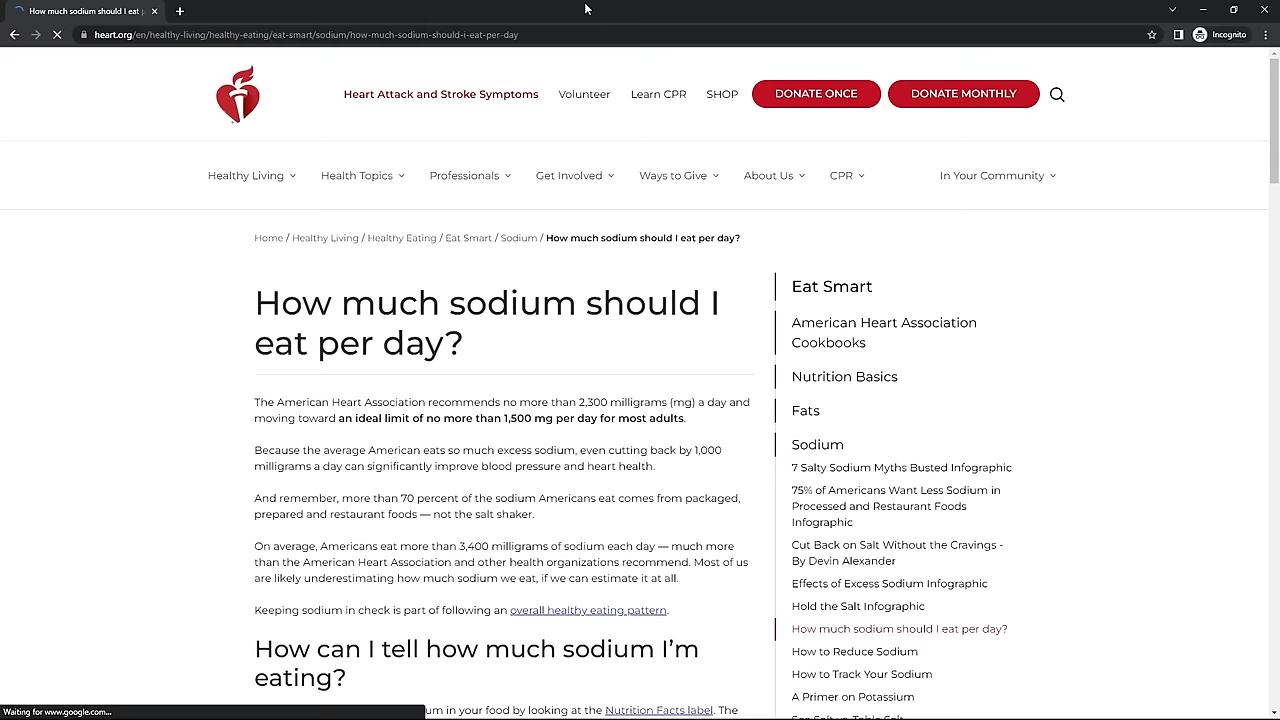 How much sodium should I eat p
heart.org/en/healthy-living/healthy-eating/eat-smart/sodium/how-much-sodium-should-i-eat-per-day
Incognito
Heart Attack and Stroke Symptoms
Volunteer
Learn CPR
SHOP
DONATE ONCE
DONATE MONTHLY
Healthy Living
Health Topics
Professionals
Get Involved
Ways to Give
About Us
CPR
In Your Community
Home / Healthy Living / Healthy Eating / Eat Smart / Sodium / How much sodium should I eat per day?
How much sodium should I
eat per day?
The American Heart Association recommends no more than 2,300 milligrams (mg) a day and
moving toward an ideal limit of no more than 1,500 mg per day for most adults.
Because the average American eats so much excess sodium, even cutting back by 1,000
milligrams a day can significantly improve blood pressure and heart health.
And remember, more than 70 percent of the sodium Americans eat comes from packaged,
prepared and restaurant foods — not the salt shaker.
On average, Americans eat more than 3,400 milligrams of sodium each day — much more
than the American Heart Association and other health organizations recommend. Most of us
are likely underestimating how much sodium we eat, if we can estimate it at all.
Keeping sodium in check is part of following an overall healthy eating pattern.
How can I tell how much sodium I'm
eating?
um in your food by looking at the Nutrition Facts label. The
Eat Smart
American Heart Association
Cookbooks
Nutrition Basics
Fats
Sodium
7 Salty Sodium Myths Busted Infographic
75% of Americans Want Less Sodium in
Processed and Restaurant Foods
Infographic
Cut Back on Salt Without the Cravings -
By Devin Alexander
Effects of Excess Sodium Infographic
Hold the Salt Infographic
How much sodium should I eat per day?
How to Reduce Sodium
How to Track Your Sodium
A Primer on Potassium
Waiting for www.google.com...